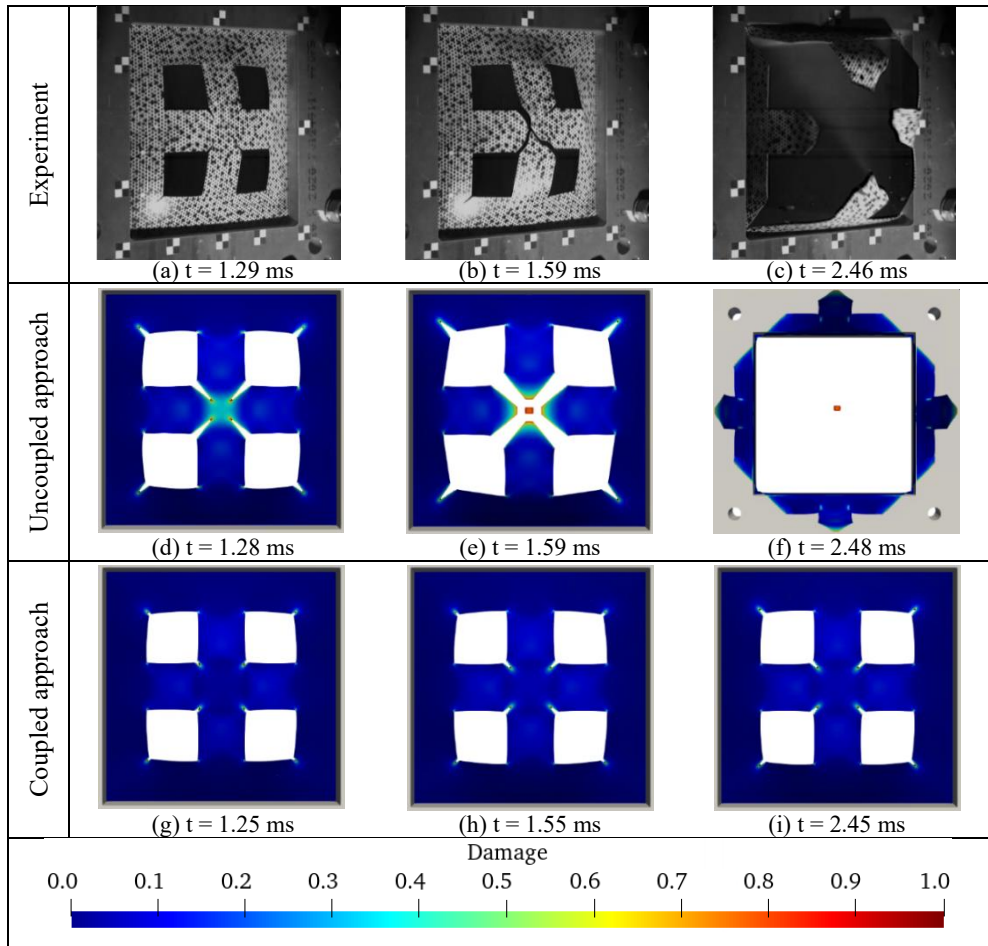 Experiment
(a) t = 1.29 ms
(b) t = 1.59 ms
(c) t = 2.46 ms
Uncoupled approach
(d) t = 1.28 ms
(e) t = 1.59 ms
(f) t = 2.48 ms
Coupled approach
(g) t = 1.25 ms
(h) t = 1.55 ms
(i) t = 2.45 ms
Damage
0.0 0.1 0.2 0.3 0.4 0.5 0.6 0.7 0.8 0.9 1.0